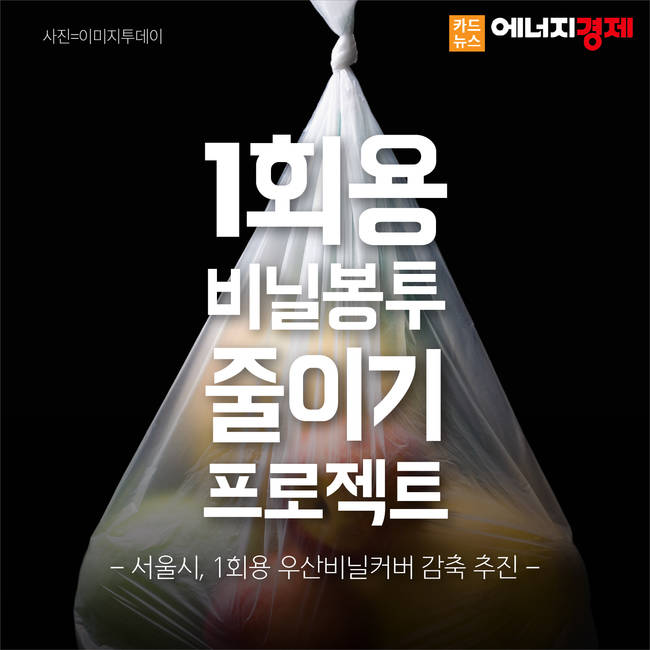 사진=이미지투데이
카드
뉴스
에너지경제
1회용
비닐봉투
줄이기
프로젝트
– 서울시, 1회용 우산비닐커버 감축 추진 –